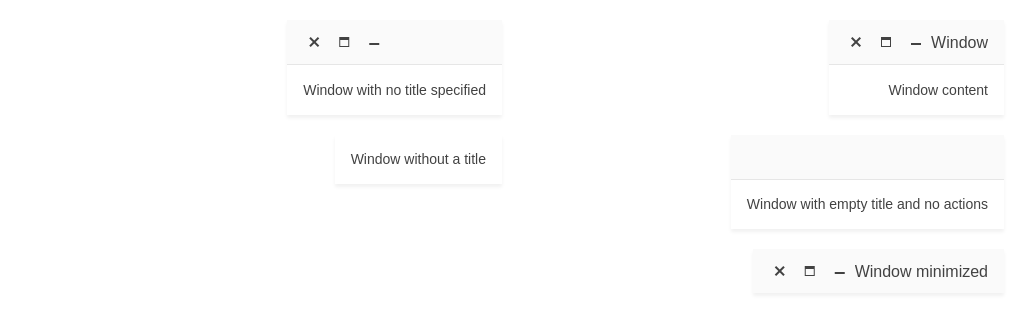 Window
Window content
Window with no title specified
Window without a title
Window with empty title and no actions
Window minimized